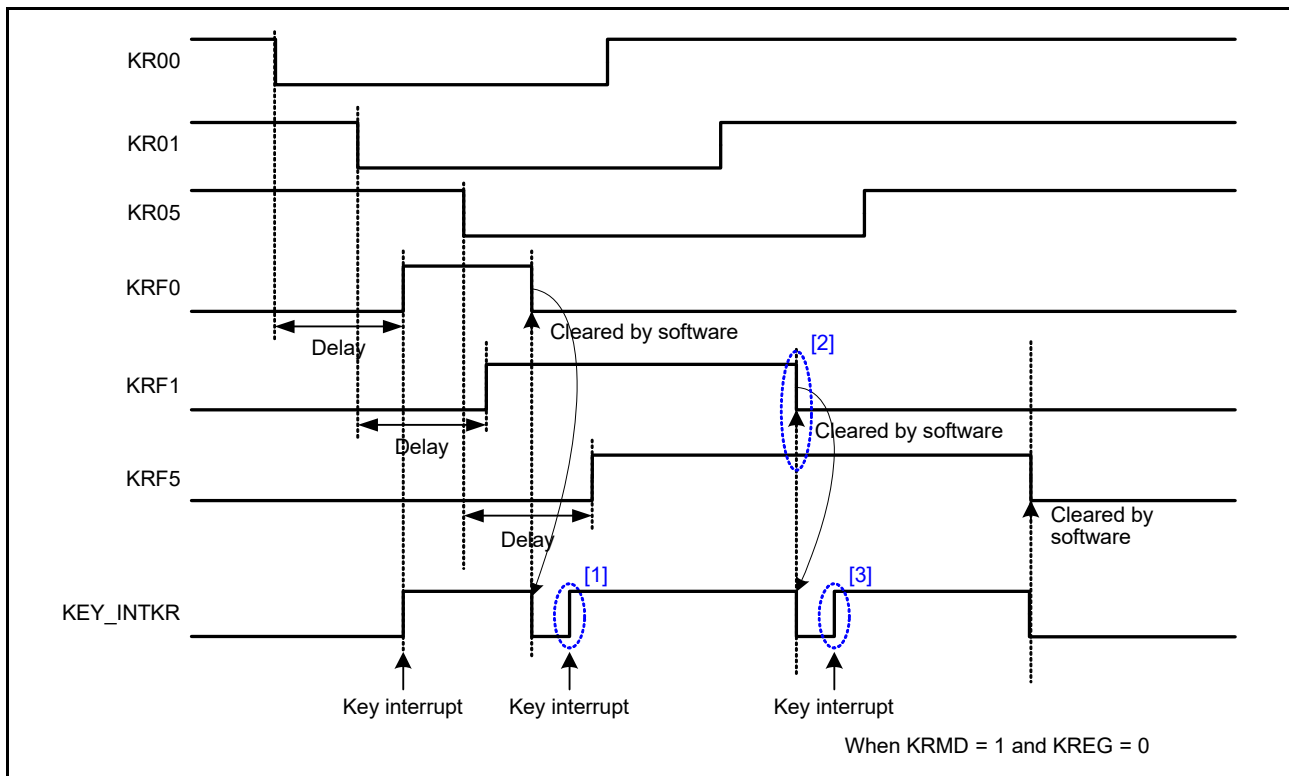 KR00
KR01
KR05
KRF0
Cleared by software
Delay
[2]
KRF1
Cleared by software
Delay
KRF5
Cleared by
software
Delay
[1]
[3]
KEY_INTKR
Key interrupt
Key interrupt
Key interrupt
When KRMD = 1 and KREG = 0